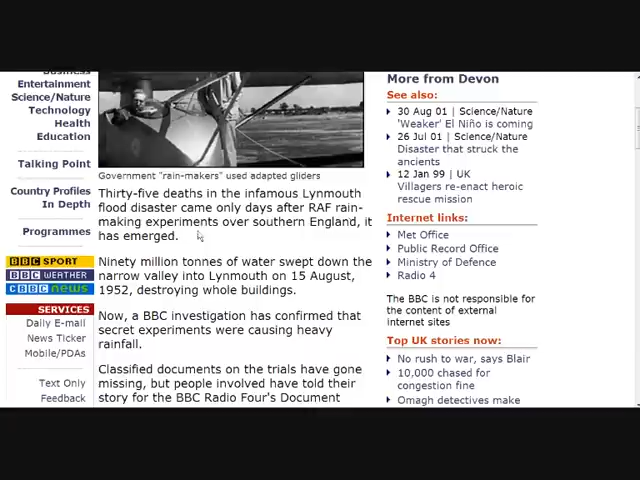 Business
Entertainment
Science/Nature
Technology
Health
Education
Talking Point
Country Profiles
In Depth
Programmes
BBC SPORT
BBC WEATHER
CBBC news
SERVICES
Daily E-mail
News Ticker
Mobile/PDAs
Text Only
Feedback
Government "rain-makers" used adapted gliders
Thirty-five deaths in the infamous Lynmouth
flood disaster came only days after RAF rain-
making experiments over southern England, it
has emerged.
Ninety million tonnes of water swept down the
narrow valley into Lynmouth on 15 August,
1952, destroying whole buildings.
Now, a BBC investigation has confirmed that
secret experiments were causing heavy
rainfall.
Classified documents on the trials have gone
missing, but people involved have told their
story for the BBC Radio Four's Document
More from Devon
See also:
30 Aug 01 | Science/Nature
'Weaker' El Niño is coming
26 Jul 01 | Science/Nature
Disaster that struck the
ancients
12 Jan 99 | UK
Villagers re-enact heroic
rescue mission
Internet links:
Met Office
Public Record Office
Ministry of Defence
Radio 4
The BBC is not responsible for
the content of external
internet sites
Top UK stories now:
No rush to war, says Blair
10,000 chased for
congestion fine
Omagh detectives make